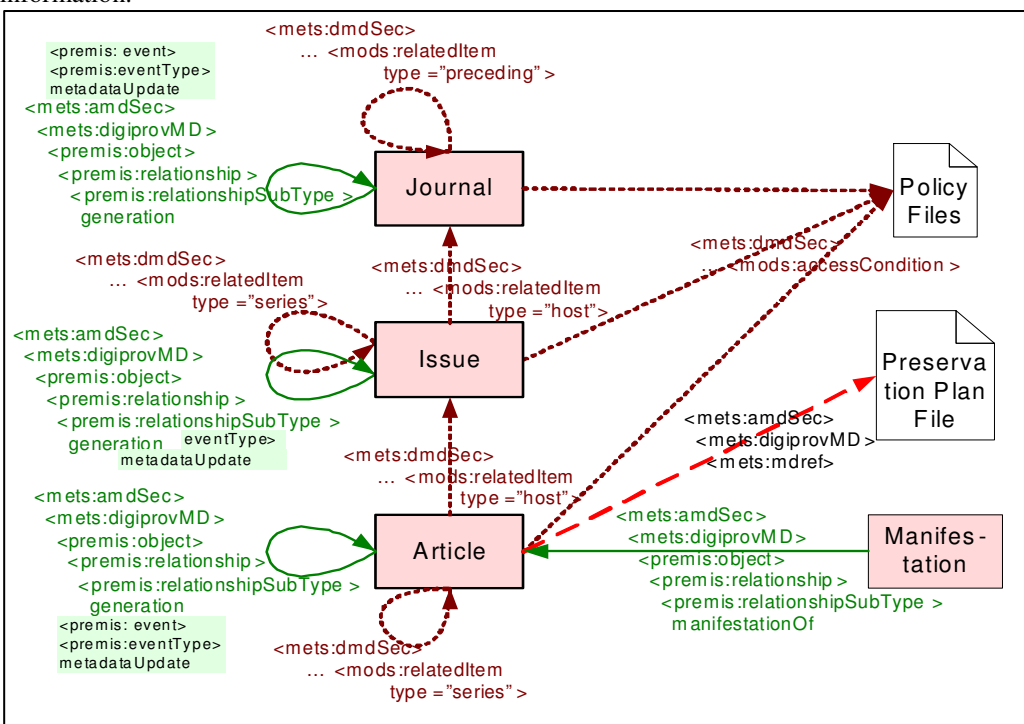 information.
<mets:dmdSec>
... <mods:relatedItem
type ="preceding" >
<premis: event>
<premis:eventType>
metadataUpdate
<mets:amdSec>
<mets:digiprovMD >
<premis:object>
<premis:relationship >
<premis:relationshipSubType >
generation
Journal
Policy
Files
<mets:dmdSec>
... <mods:relatedItem
type ="series">
<mets:dmdSec>
... <mods:relatedItem
type ="host">
<mets:dmdSec>
... <mods:accessCondition >
<mets:amdSec>
<mets:digiprovMD>
<premis:object>
<premis:relationship >
<premis:relationshipSubType >
generation
eventType>
metadataUpdate
Issue
Preserva
tion Plan
File
<mets:amdSec>
<mets:digiprovMD>
<mets:mdref>
<mets:dmdSec>
... <mods:relatedItem
type ="host">
<mets:amdSec>
<mets:digiprovMD>
<premis:object>
<premis:relationship>
<premis:relationshipSubType>
generation
<premis: event>
<premis:eventType>
metadataUpdate
Article
<mets:amdSec>
<mets:digiprovMD>
<premis:object>
<premis:relationship>
<premis:relationshipSubType >
manifestationOf
Manifes-
tation
<mets:dmdSec>
... <mods:relatedItem
type ="series" >